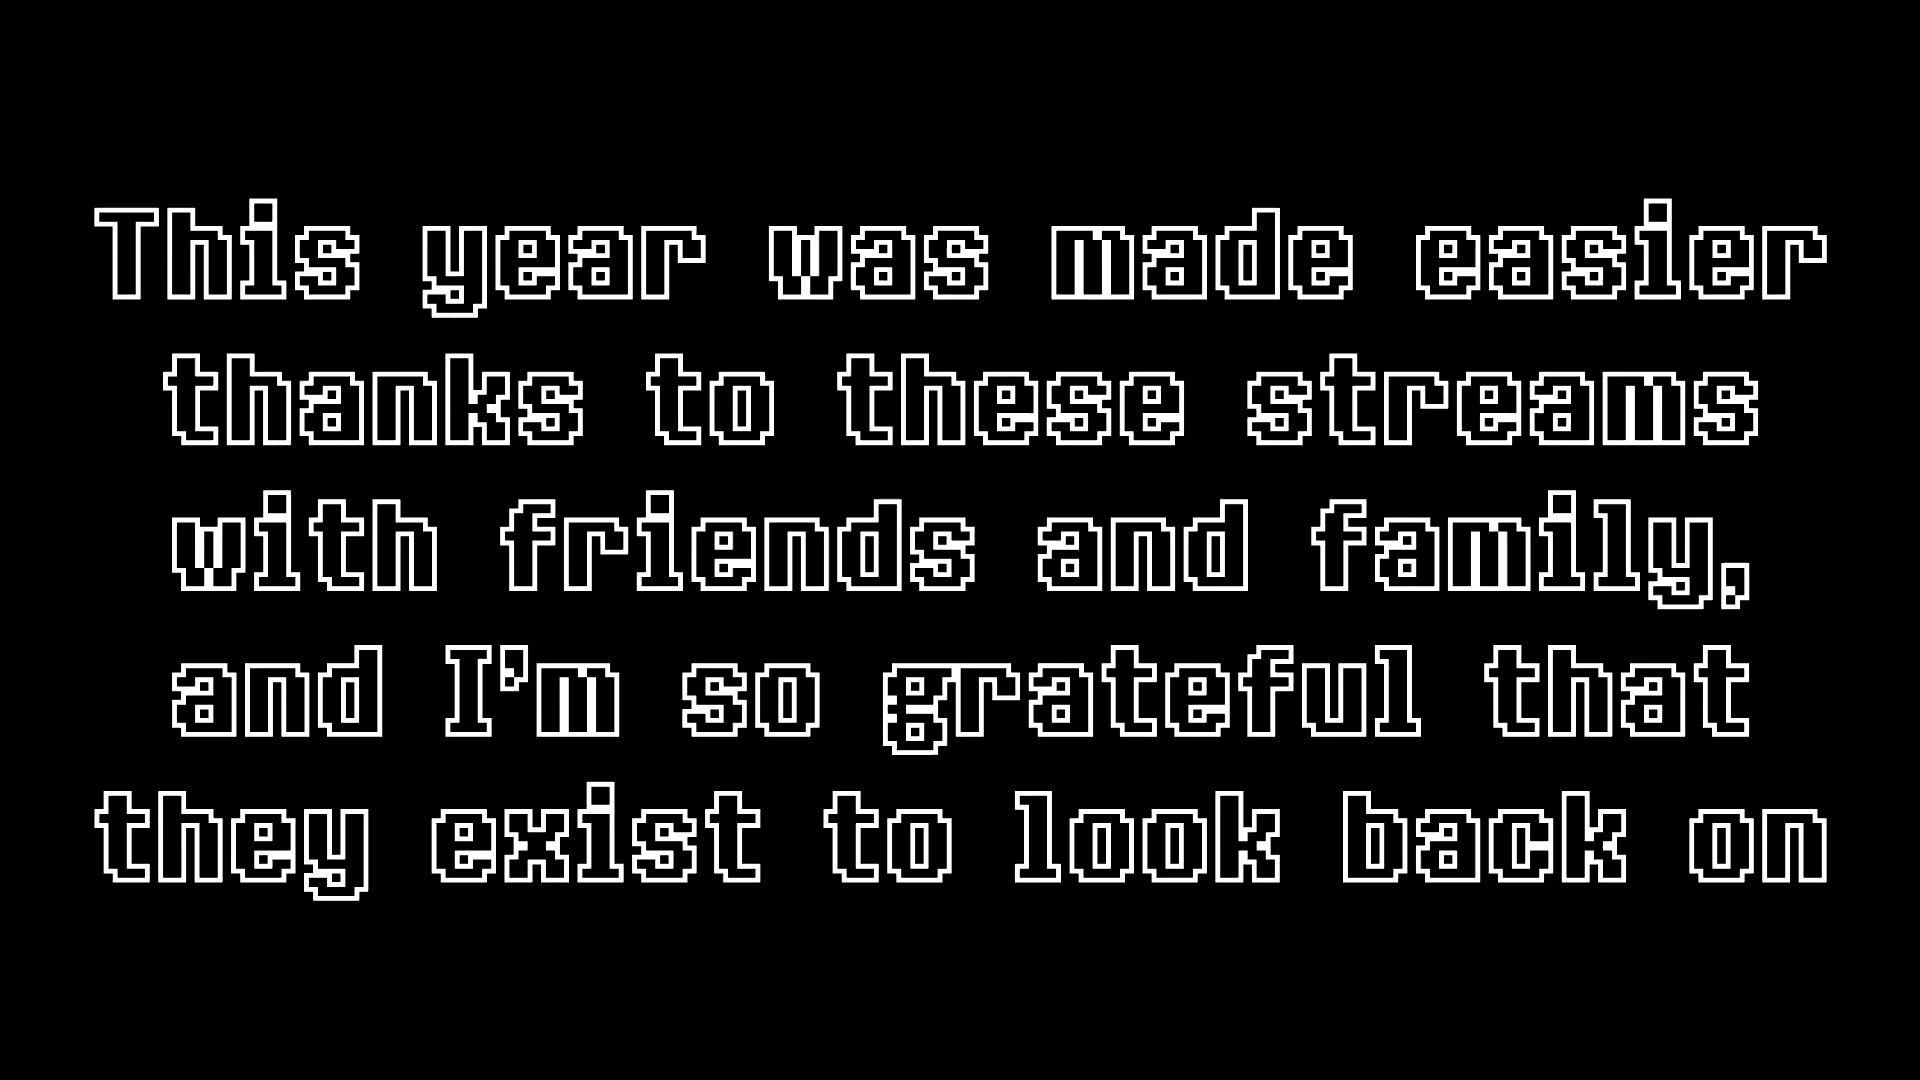 This year was made easier
thanks to these streams
with friends and family,
and I'm so grateful that
they exist to look back on